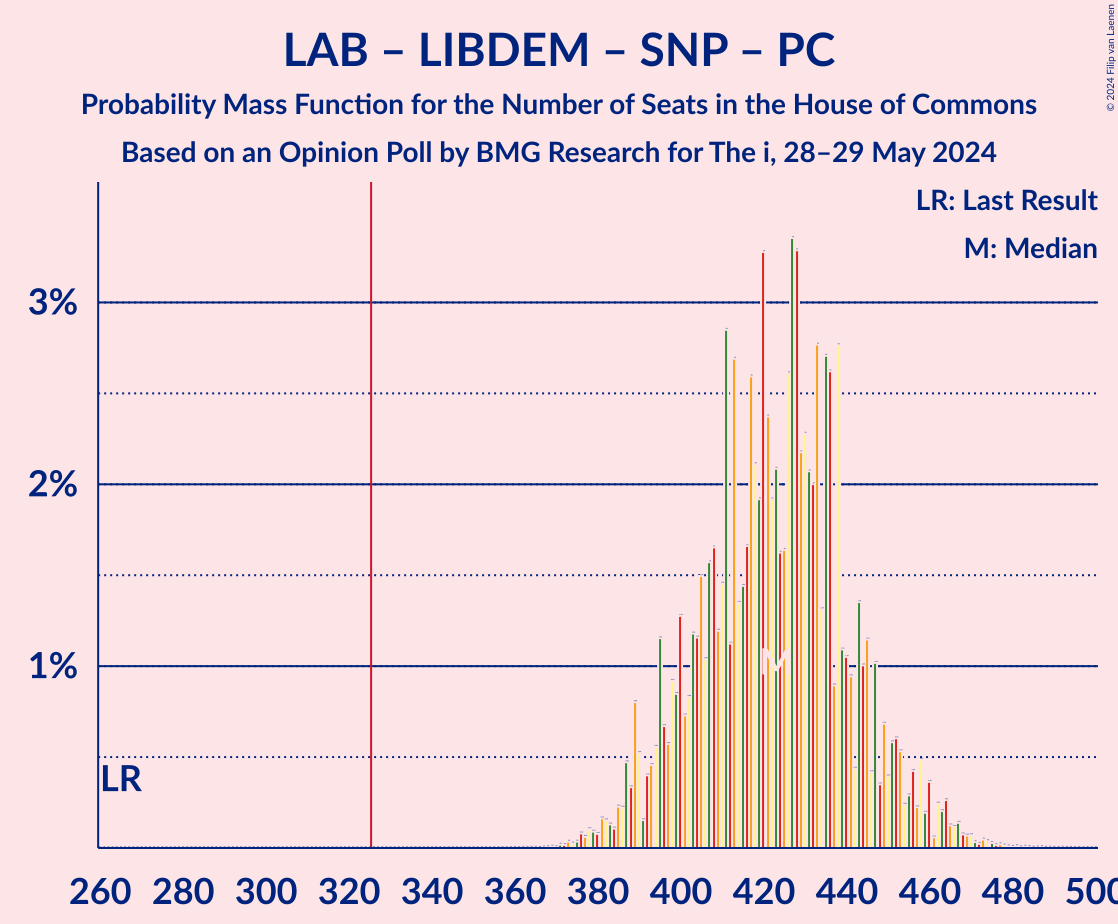 LAB – LIBDEM – SNP – PC
Probability Mass Function for the Number of Seats in the House of Commons
Based on an Opinion Poll by BMG Research for The i, 28–29 May 2024
© 2024 Filip van Laenen
LR: Last Result
M: Median
3%
2%
1%
M
LR
260 280 300 320 340 360 380 400 420 440 460 480 500